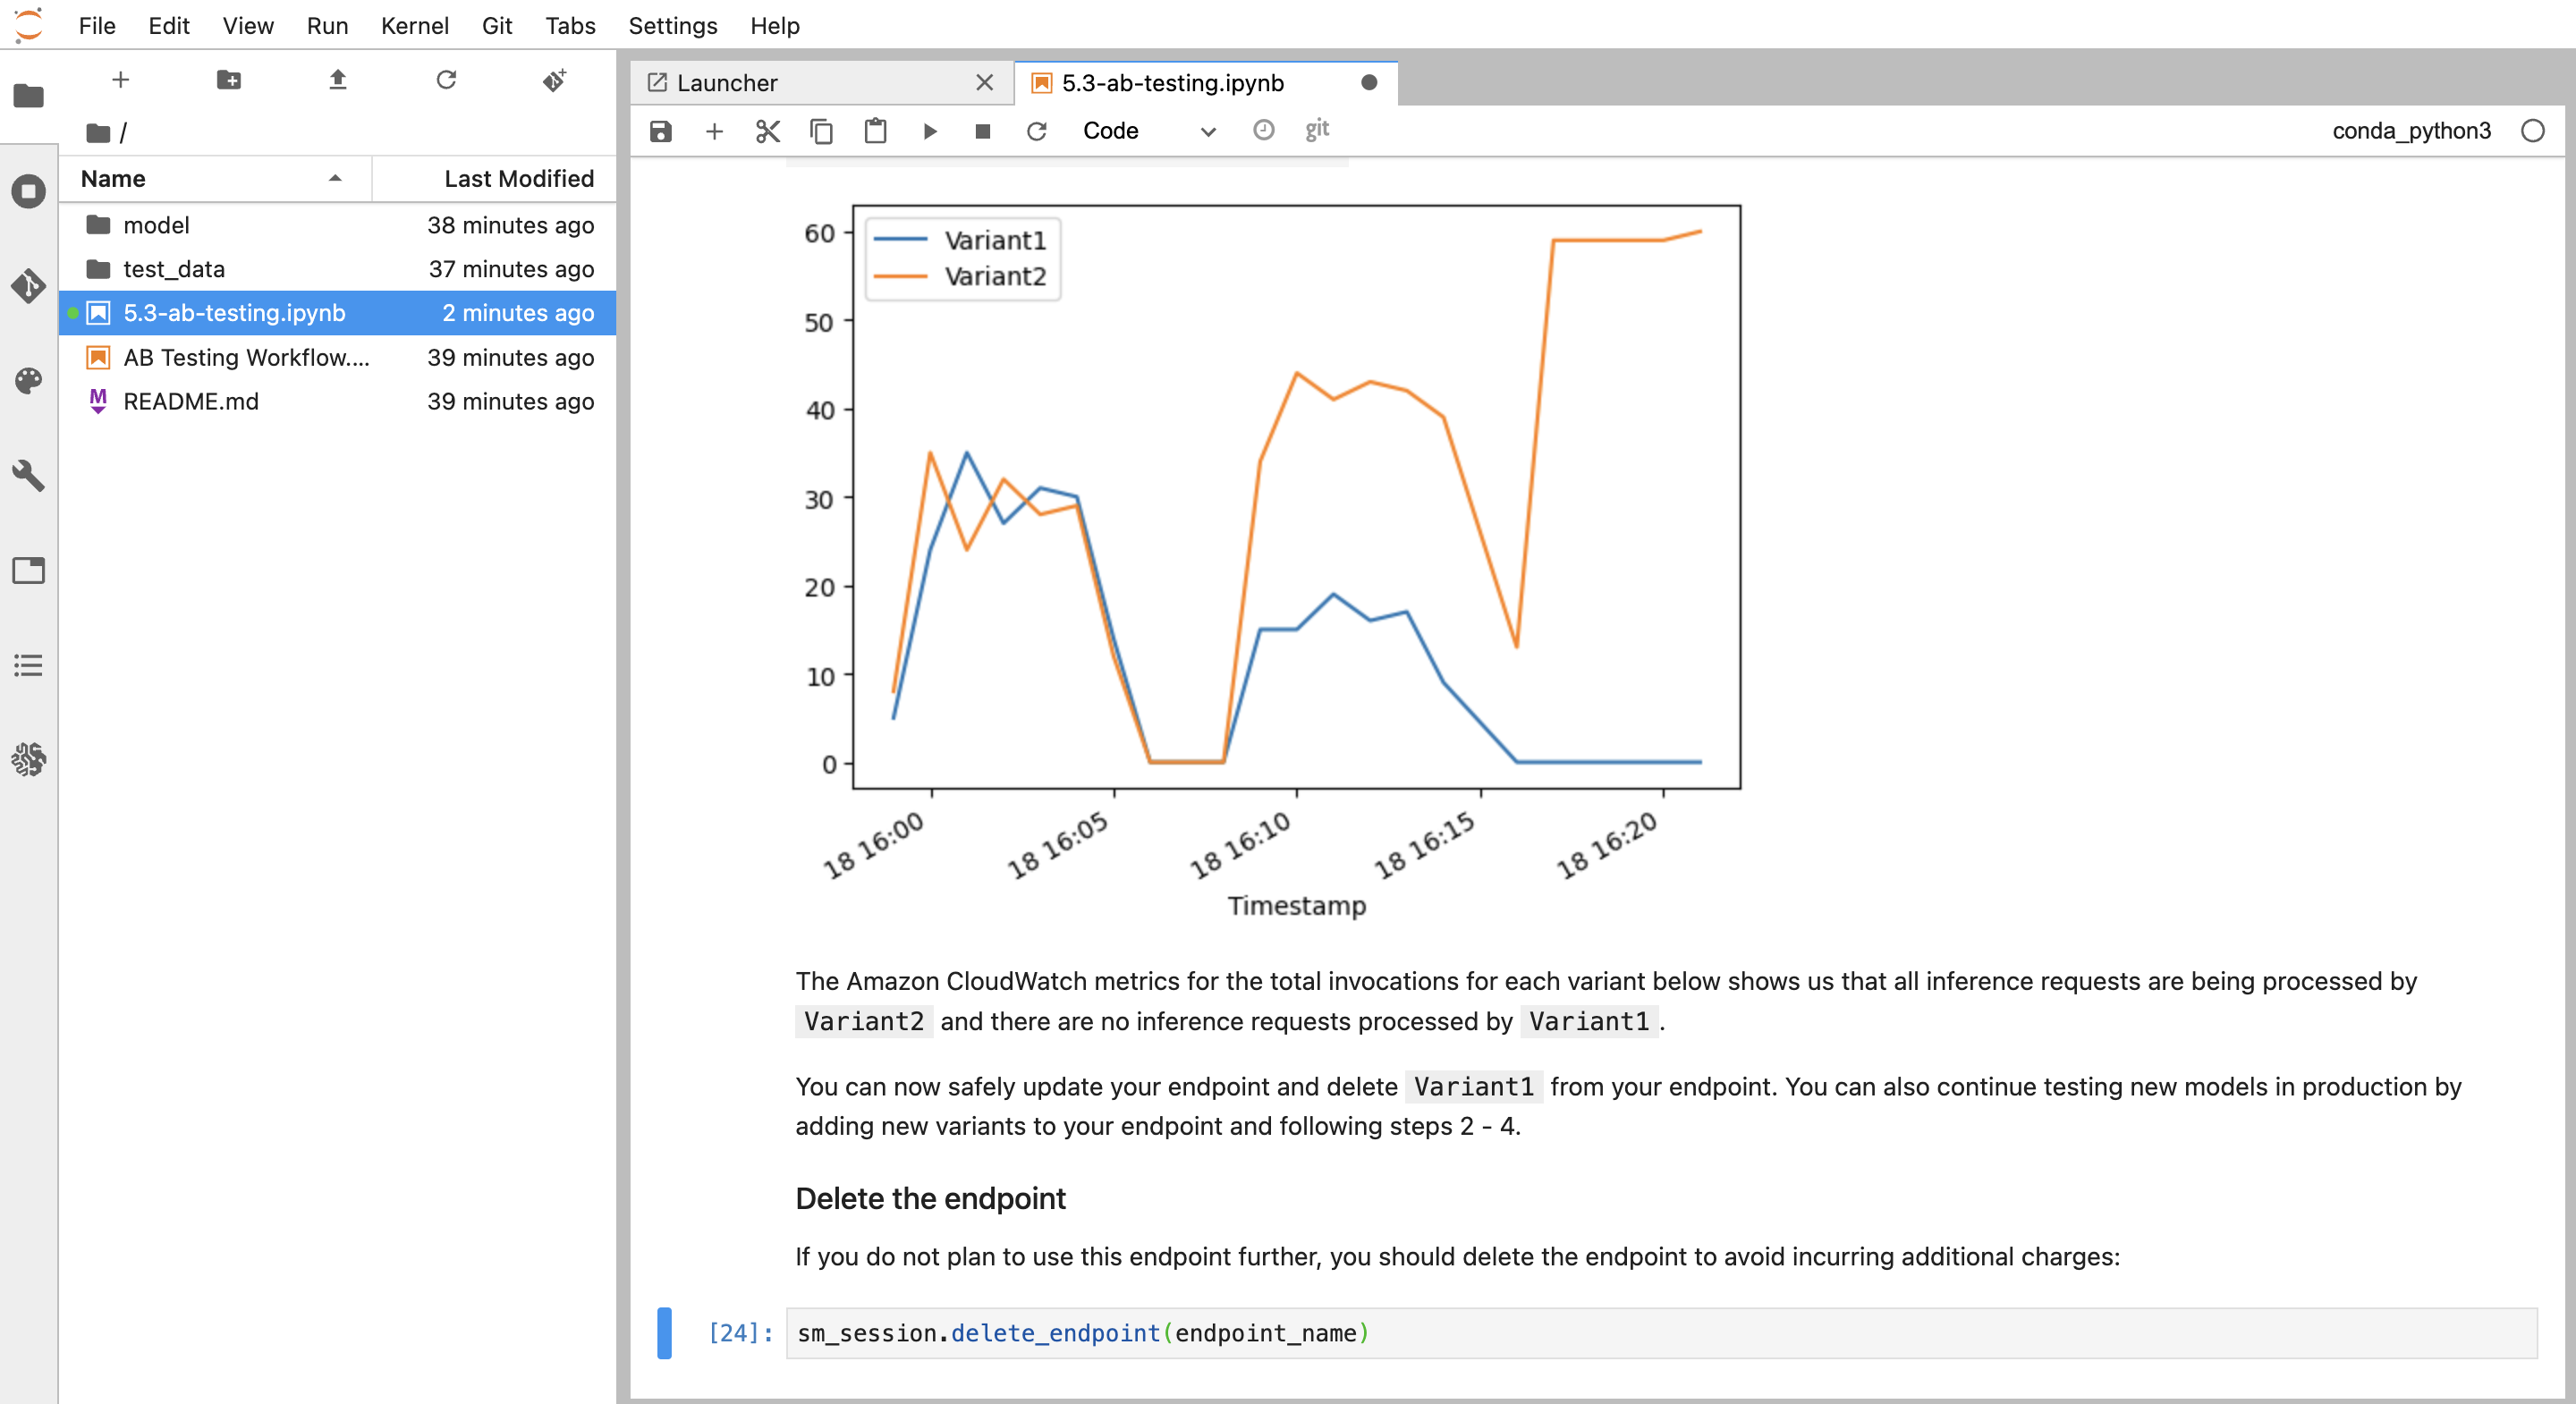 File Edit View Run Kernel Git Tabs Settings Help
Launcher
5.3-ab-testing.ipynb
/
Code
git
conda_python3
Name Last Modified
model 38 minutes ago
test_data 37 minutes ago
5.3-ab-testing.ipynb 2 minutes ago
AB Testing Workflow.... 39 minutes ago
M README.md 39 minutes ago
Variant1
Variant2
60
50
40
30
20
10
0
18 16:00 18 16:05 18 16:10 18 16:15 18 16:20
Timestamp
The Amazon CloudWatch metrics for the total invocations for each variant below shows us that all inference requests are being processed by
Variant2 and there are no inference requests processed by Variant1.
You can now safely update your endpoint and delete Variant1 from your endpoint. You can also continue testing new models in production by
adding new variants to your endpoint and following steps 2 - 4.
Delete the endpoint
If you do not plan to use this endpoint further, you should delete the endpoint to avoid incurring additional charges:
[24]: sm_session.delete_endpoint(endpoint_name)